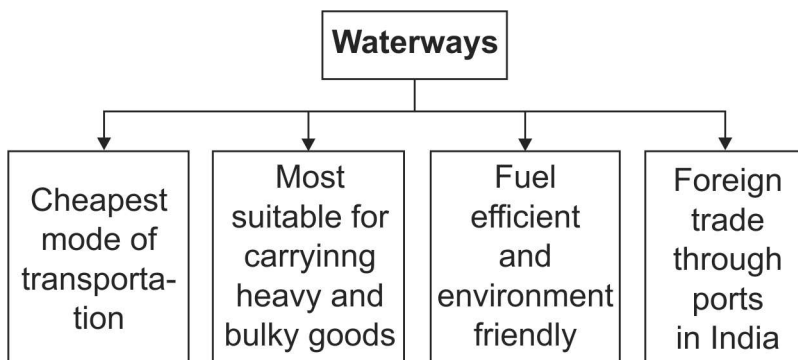 Waterways
Cheapest
mode of
transporta-
tion
Most
suitable for
carryinng
heavy and
bulky goods
Fuel
efficient
and
environment
friendly
Foreign
trade
through
ports
in India